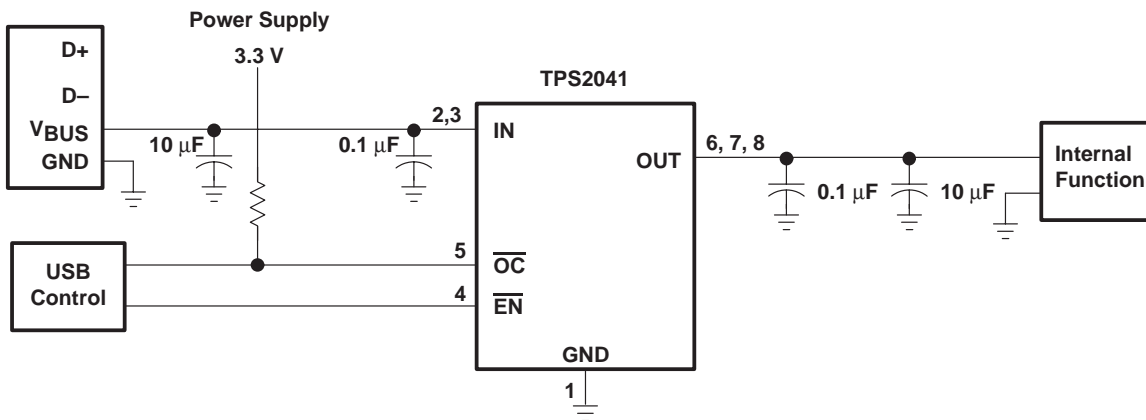 Power Supply
3.3 V
D+
D−
VBUS
GND
10 µF
0.1 µF
2,3
TPS2041
IN
OUT
6, 7, 8
0.1 µF
10 µF
Internal
Function
USB
Control
5
OC
4
EN
GND
1